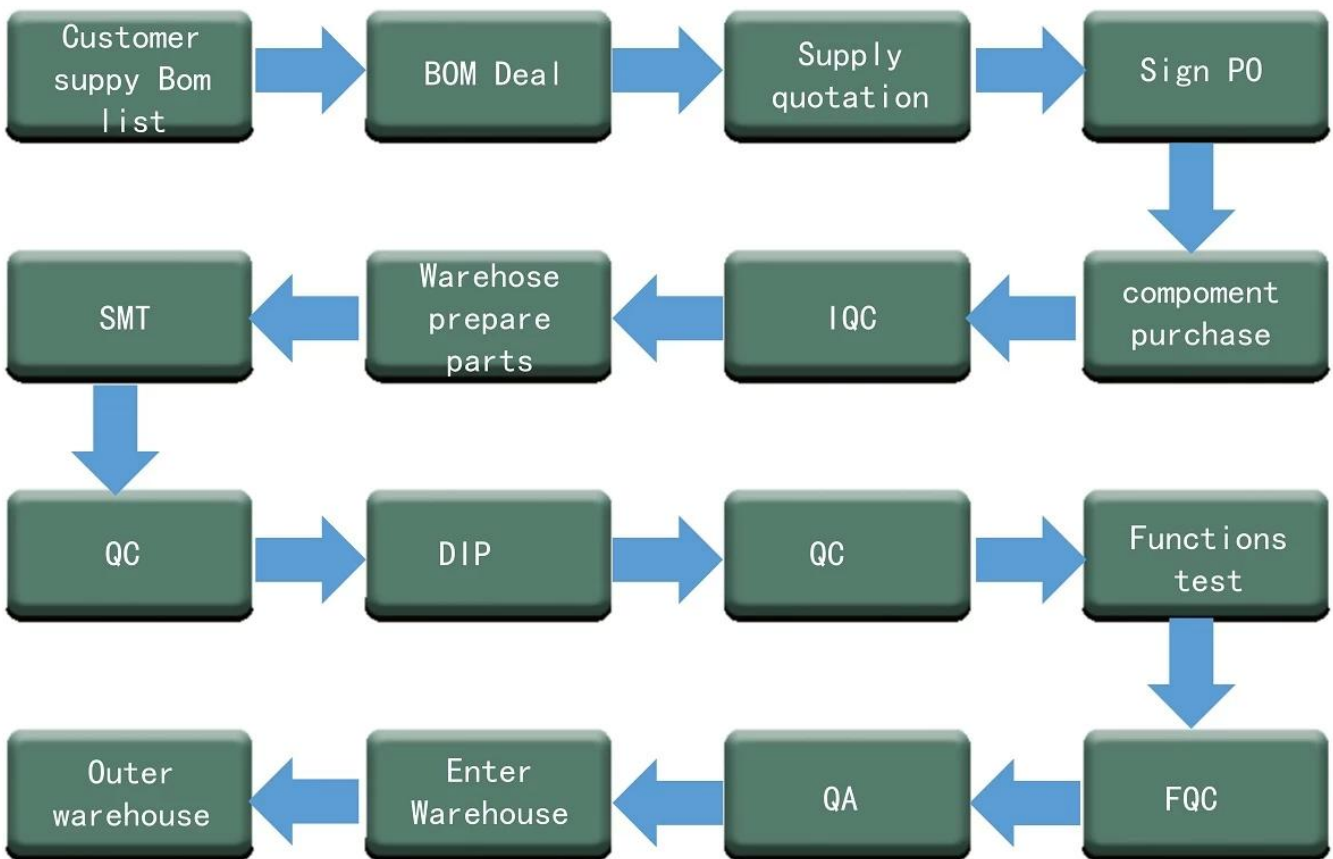 Customer
suppy Bom
list
BOM Deal
Supply
quotation
Sign PO
SMT
Warehose
prepare
parts
IQC
compoment
purchase
QC
DIP
QC
Functions
test
Outer
warehouse
Enter
Warehouse
QA
FQC